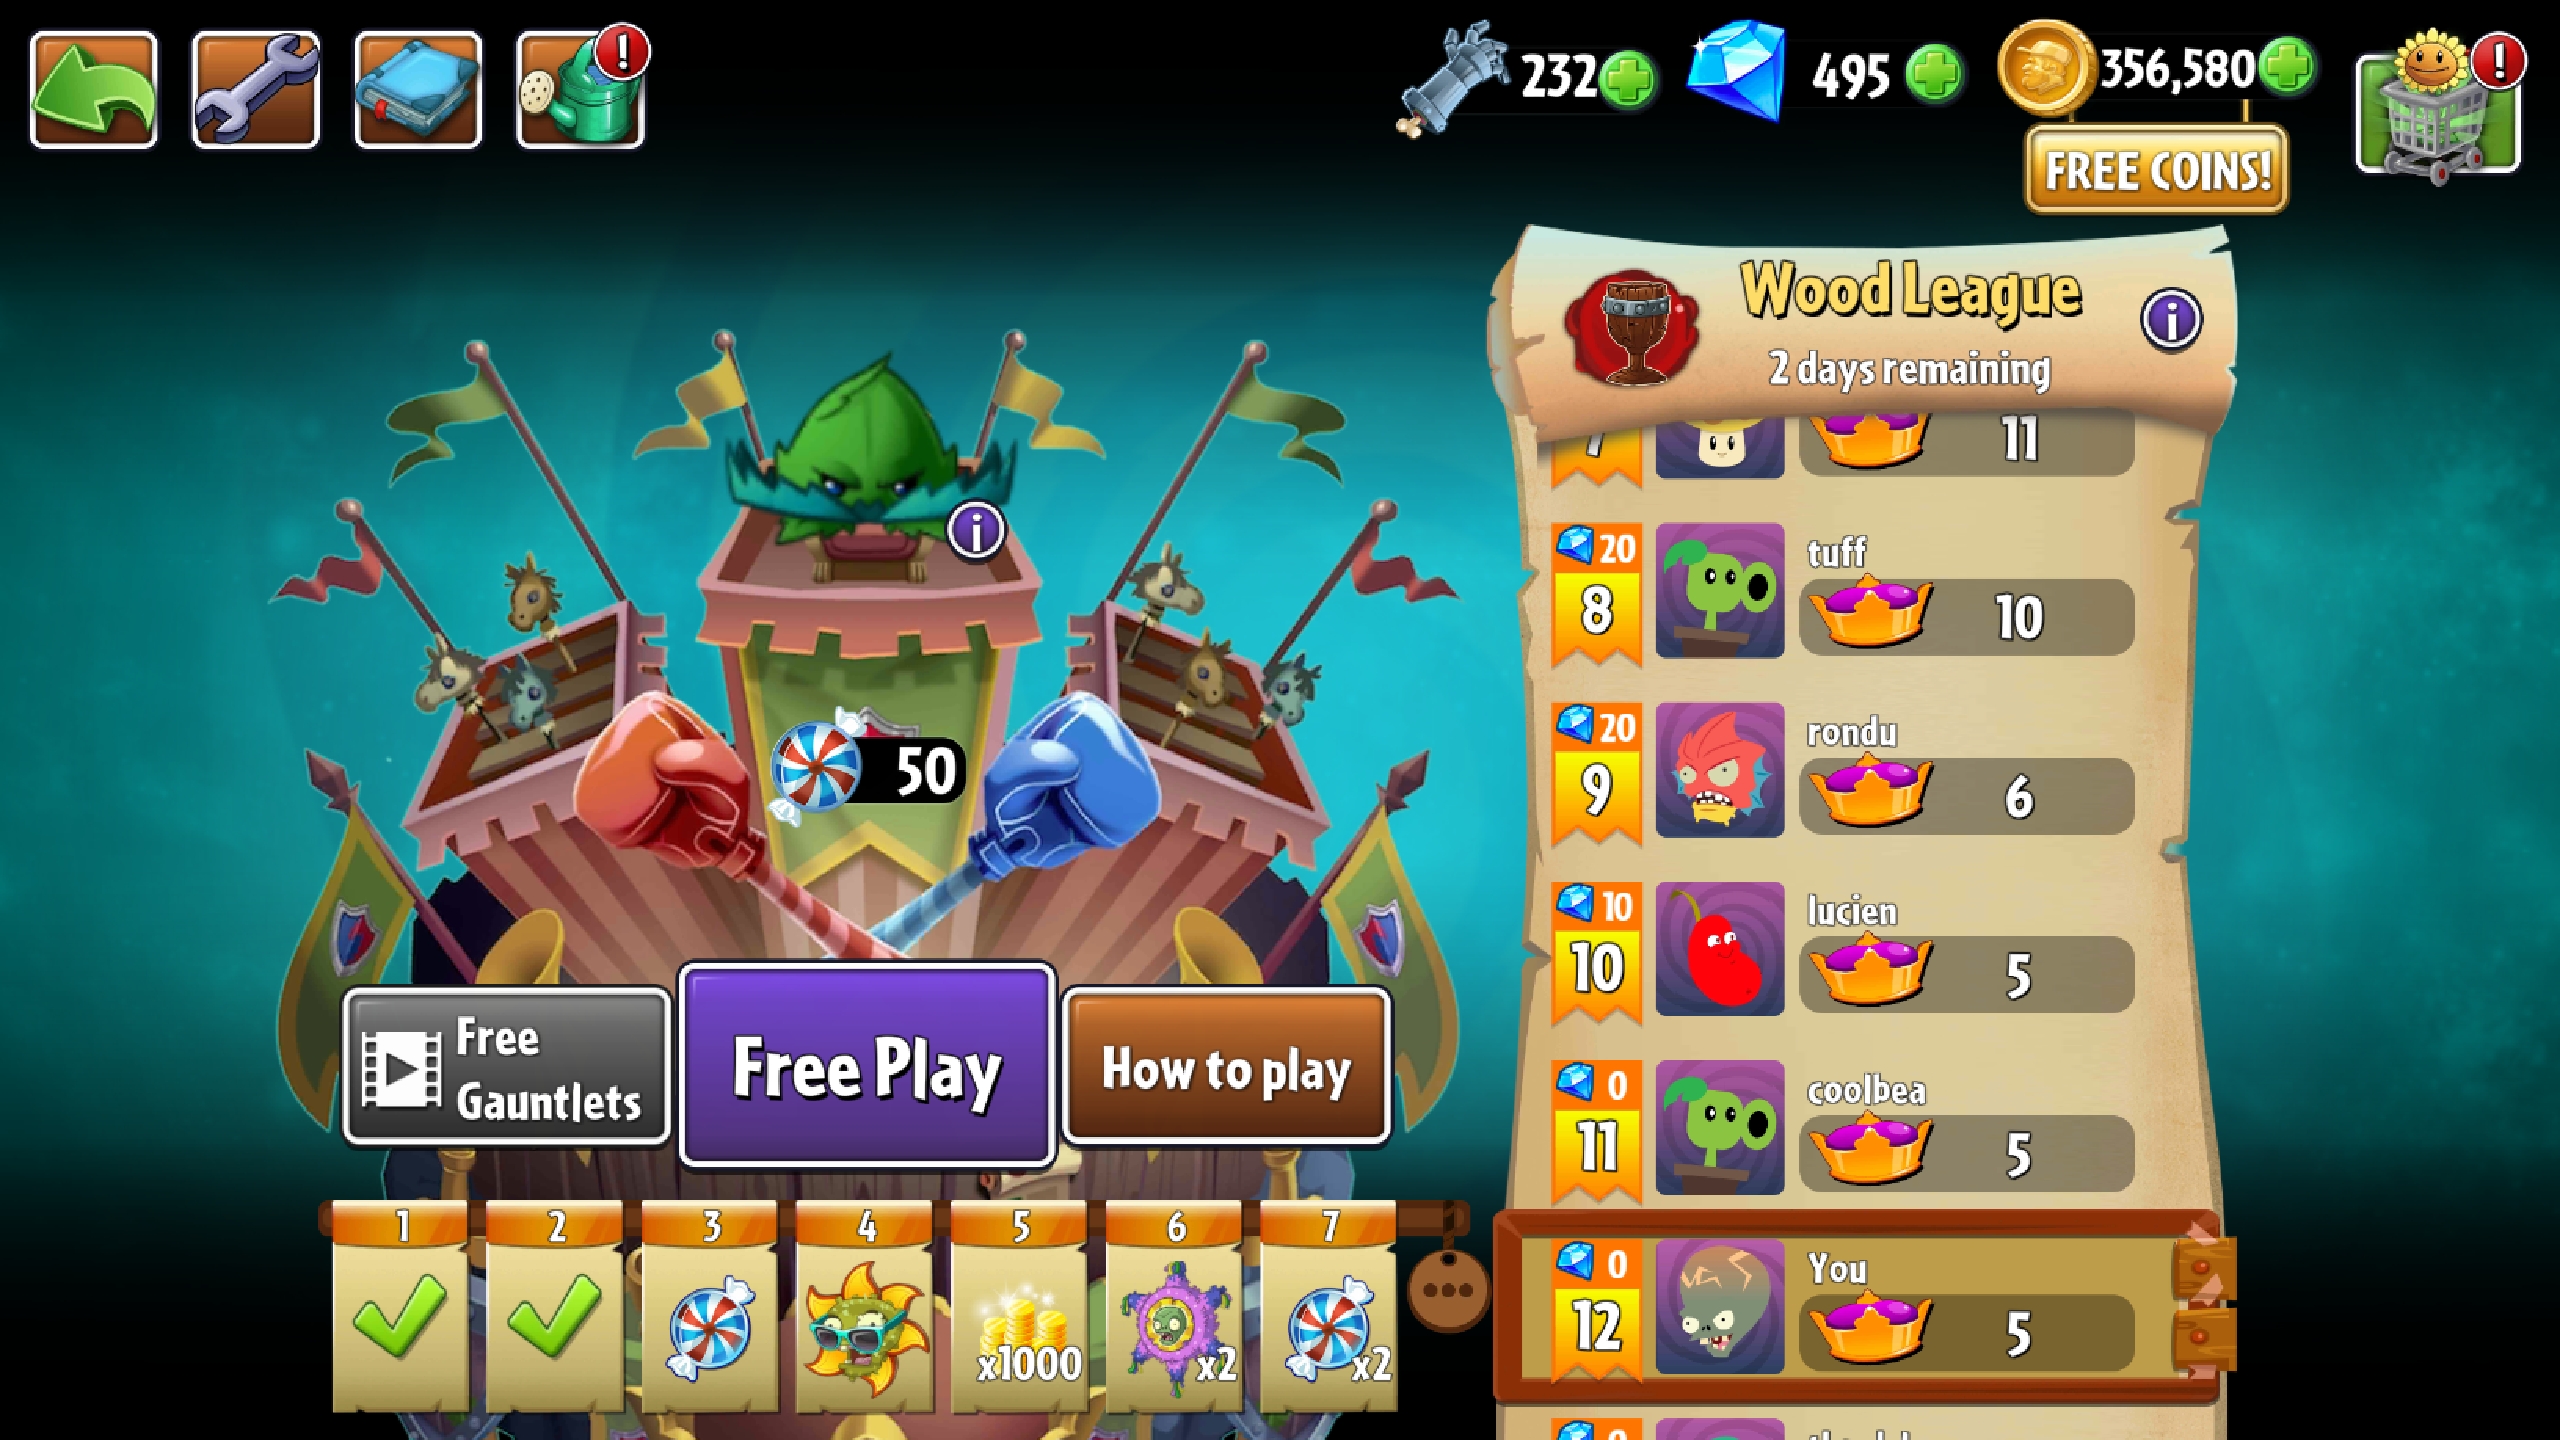 232
495
356,580
FREE COINS!
Wood League
2 days remaining
11
20
8
tuff
10
20
9
rondu
6
10
10
lucien
5
0
11
coolbea
5
0
12
You
5
50
Free
Gauntlets
Free Play
How to play
1
2
3
4
5
6
7
x1000
x2
x2